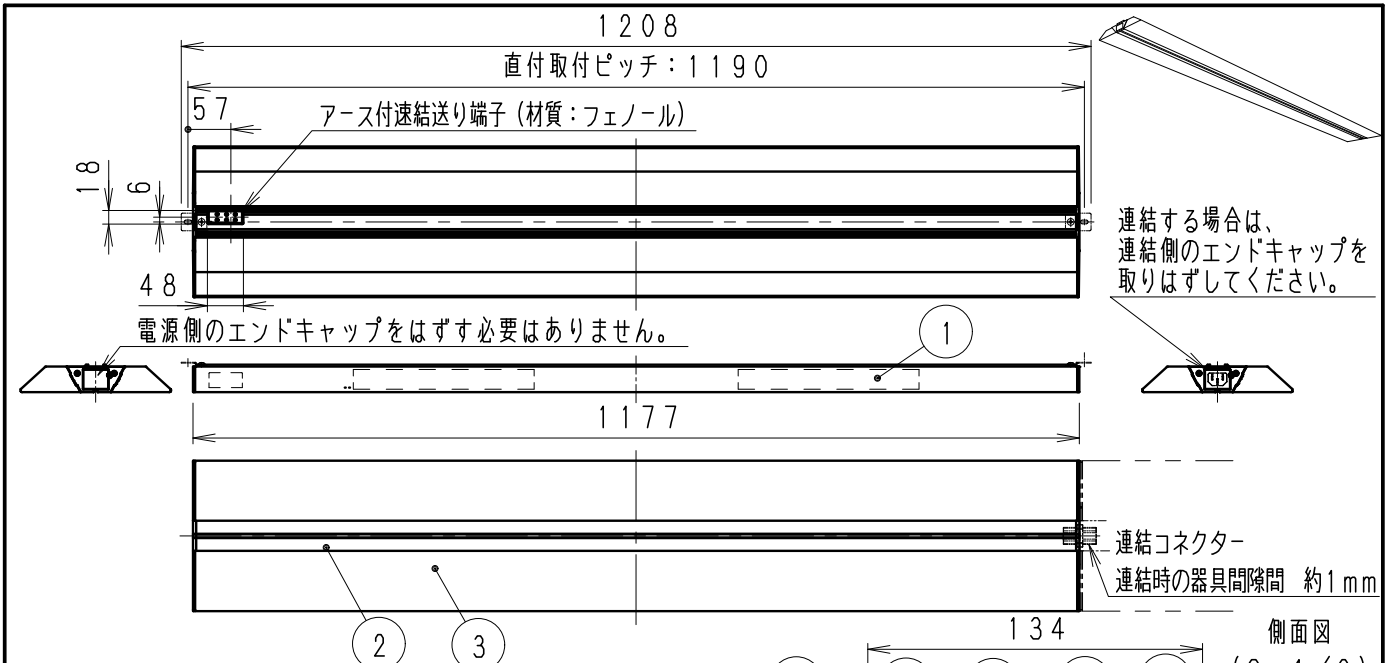 1208
直付取付ピッチ：1190
57
アース付速結送り端子（材質：フェノール）
18
6
連結する場合は、
連結側のエンドキャップを
取りはずしてください。
48
電源側のエンドキャップをはずす必要はありません。
1
1177
連結コネクター
連結時の器具間隙間 約1mm
2
3
134
側面図